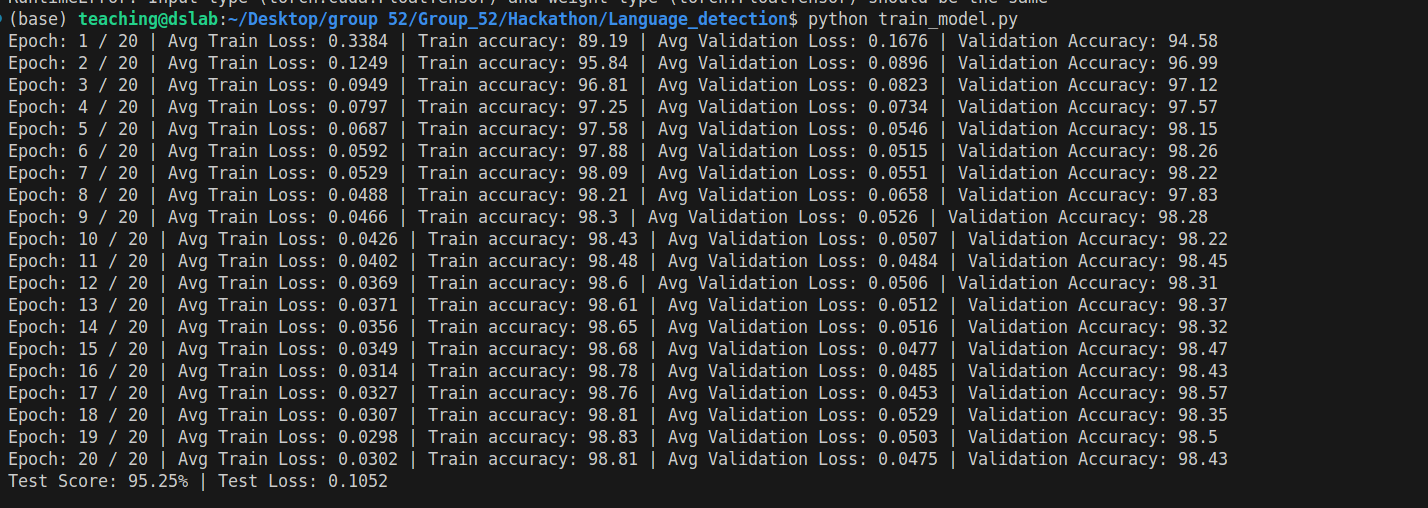 RuntimeError: Input type (torch.cuda.FloatTensor) and weight type (torch.FloatTensor) should be the same
(base) teaching@dslab:~/Desktop/group 52/Group_52/Hackathon/Language_detection$ python train_model.py
Epoch: 1 / 20 | Avg Train Loss: 0.3384 | Train accuracy: 89.19 | Avg Validation Loss: 0.1676 | Validation Accuracy: 94.58
Epoch: 2 / 20 | Avg Train Loss: 0.1249 | Train accuracy: 95.84 | Avg Validation Loss: 0.0896 | Validation Accuracy: 96.99
Epoch: 3 / 20 | Avg Train Loss: 0.0949 | Train accuracy: 96.81 | Avg Validation Loss: 0.0823 | Validation Accuracy: 97.12
Epoch: 4 / 20 | Avg Train Loss: 0.0797 | Train accuracy: 97.25 | Avg Validation Loss: 0.0734 | Validation Accuracy: 97.57
Epoch: 5 / 20 | Avg Train Loss: 0.0687 | Train accuracy: 97.58 | Avg Validation Loss: 0.0546 | Validation Accuracy: 98.15
Epoch: 6 / 20 | Avg Train Loss: 0.0592 | Train accuracy: 97.88 | Avg Validation Loss: 0.0515 | Validation Accuracy: 98.26
Epoch: 7 / 20 | Avg Train Loss: 0.0529 | Train accuracy: 98.09 | Avg Validation Loss: 0.0551 | Validation Accuracy: 98.22
Epoch: 8 / 20 | Avg Train Loss: 0.0488 | Train accuracy: 98.21 | Avg Validation Loss: 0.0658 | Validation Accuracy: 97.83
Epoch: 9 / 20 | Avg Train Loss: 0.0466 | Train accuracy: 98.3 | Avg Validation Loss: 0.0526 | Validation Accuracy: 98.28
Epoch: 10 / 20 | Avg Train Loss: 0.0426 | Train accuracy: 98.43 | Avg Validation Loss: 0.0507 | Validation Accuracy: 98.22
Epoch: 11 / 20 | Avg Train Loss: 0.0402 | Train accuracy: 98.48 | Avg Validation Loss: 0.0484 | Validation Accuracy: 98.45
Epoch: 12 / 20 | Avg Train Loss: 0.0369 | Train accuracy: 98.6 | Avg Validation Loss: 0.0506 | Validation Accuracy: 98.31
Epoch: 13 / 20 | Avg Train Loss: 0.0371 | Train accuracy: 98.61 | Avg Validation Loss: 0.0512 | Validation Accuracy: 98.37
Epoch: 14 / 20 | Avg Train Loss: 0.0356 | Train accuracy: 98.65 | Avg Validation Loss: 0.0516 | Validation Accuracy: 98.32
Epoch: 15 / 20 | Avg Train Loss: 0.0349 | Train accuracy: 98.68 | Avg Validation Loss: 0.0477 | Validation Accuracy: 98.47
Epoch: 16 / 20 | Avg Train Loss: 0.0314 | Train accuracy: 98.78 | Avg Validation Loss: 0.0485 | Validation Accuracy: 98.43
Epoch: 17 / 20 | Avg Train Loss: 0.0327 | Train accuracy: 98.76 | Avg Validation Loss: 0.0453 | Validation Accuracy: 98.57
Epoch: 18 / 20 | Avg Train Loss: 0.0307 | Train accuracy: 98.81 | Avg Validation Loss: 0.0529 | Validation Accuracy: 98.35
Epoch: 19 / 20 | Avg Train Loss: 0.0298 | Train accuracy: 98.83 | Avg Validation Loss: 0.0503 | Validation Accuracy: 98.5
Epoch: 20 / 20 | Avg Train Loss: 0.0302 | Train accuracy: 98.81 | Avg Validation Loss: 0.0475 | Validation Accuracy: 98.43
Test Score: 95.25% | Test Loss: 0.1052